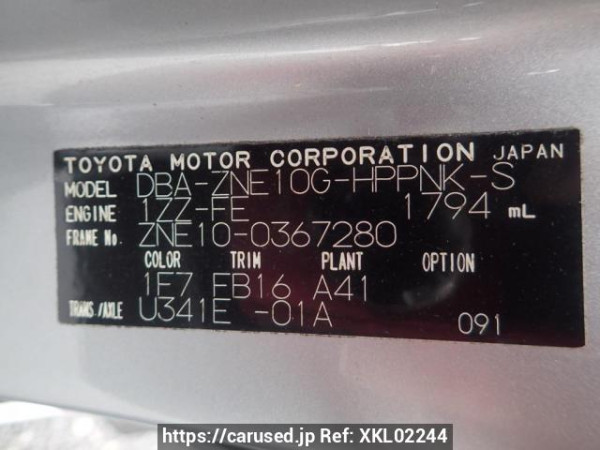 TOYOTA MOTOR CORPORATION JAPAN
MODEL DBA-ZNE10G-HPPNK-S
ENGINE 1ZZ-FE 1794 mL
FRAME No. ZNE10-0367280
COLOR TRIM PLANT OPTION
1F7 FB16 A41
TRANS./AXLE U341E -01A 091
https://carused.jp Ref: XKL02244